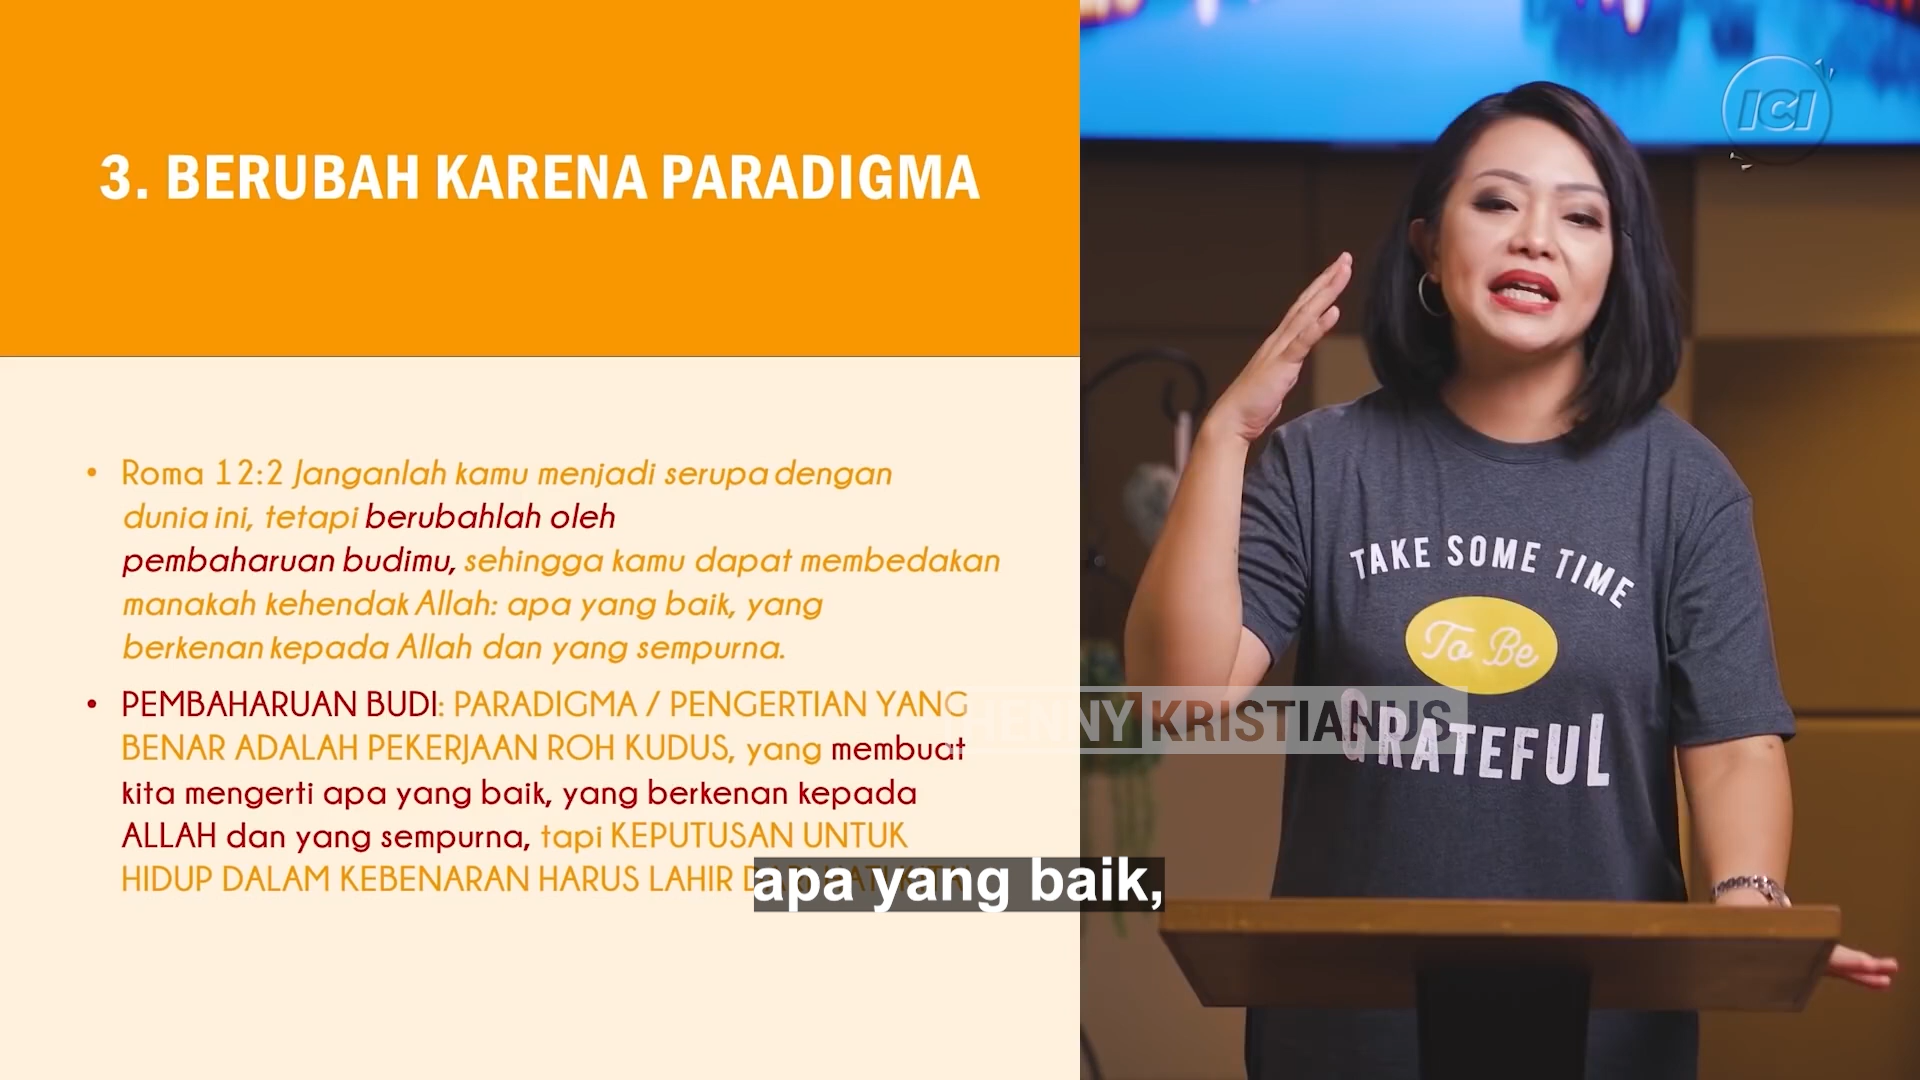 3. BERUBAH KARENA PARADIGMA
• Roma 12:2 Janganlah kamu menjadi serupa dengan
dunia ini, tetapi berubahlah oleh
pembaharuan budimu, sehingga kamu dapat membedakan
manakah kehendak Allah: apa yang baik, yang
berkenan kepada Allah dan yang sempurna.
• PEMBAHARUAN BUDI: PARADIGMA / PENGERTIAN YANG
BENAR ADALAH PEKERJAAN ROH KUDUS, yang membuat
kita mengerti apa yang baik, yang berkenan kepada
ALLAH dan yang sempurna, tapi KEPUTUSAN UNTUK
HIDUP DALAM KEBENARAN HARUS LAHIR
apa yang baik,
HENNY KRISTIANUS
ICI
TAKE SOME TIME
To Be
GRATEFUL